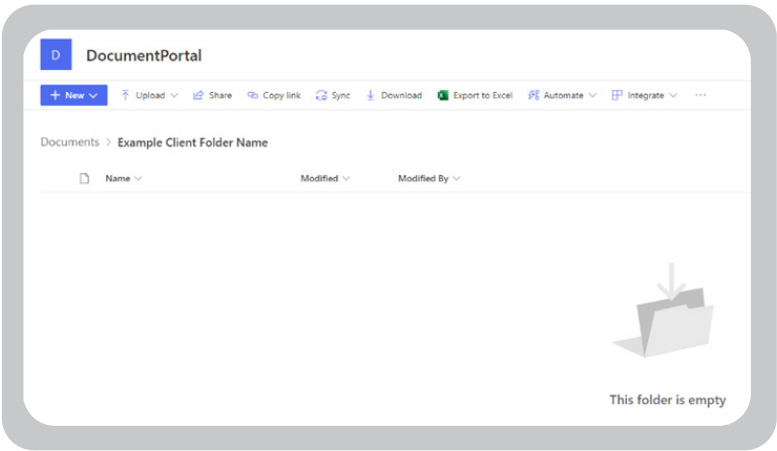 D DocumentPortal
New Upload Share Copy link Sync Download Export to Excel Automate Integrate ...
Documents > Example Client Folder Name
Name Modified Modified By
This folder is empty